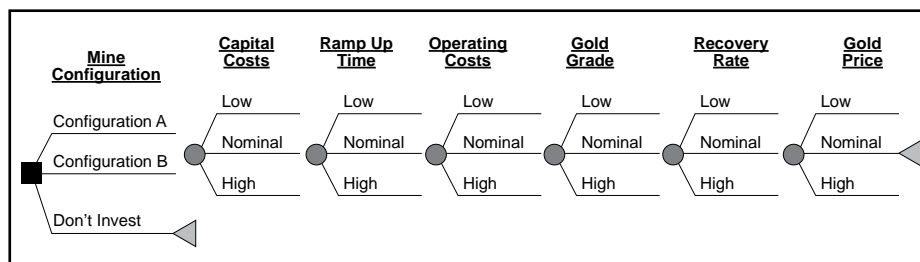 Mine
Configuration
Configuration A
Configuration B
Don't Invest
Capital
Costs
Low
Nominal
High
Ramp Up
Time
Low
Nominal
High
Operating
Costs
Low
Nominal
High
Gold
Grade
Low
Nominal
High
Recovery
Rate
Low
Nominal
High
Gold
Price
Low
Nominal
High